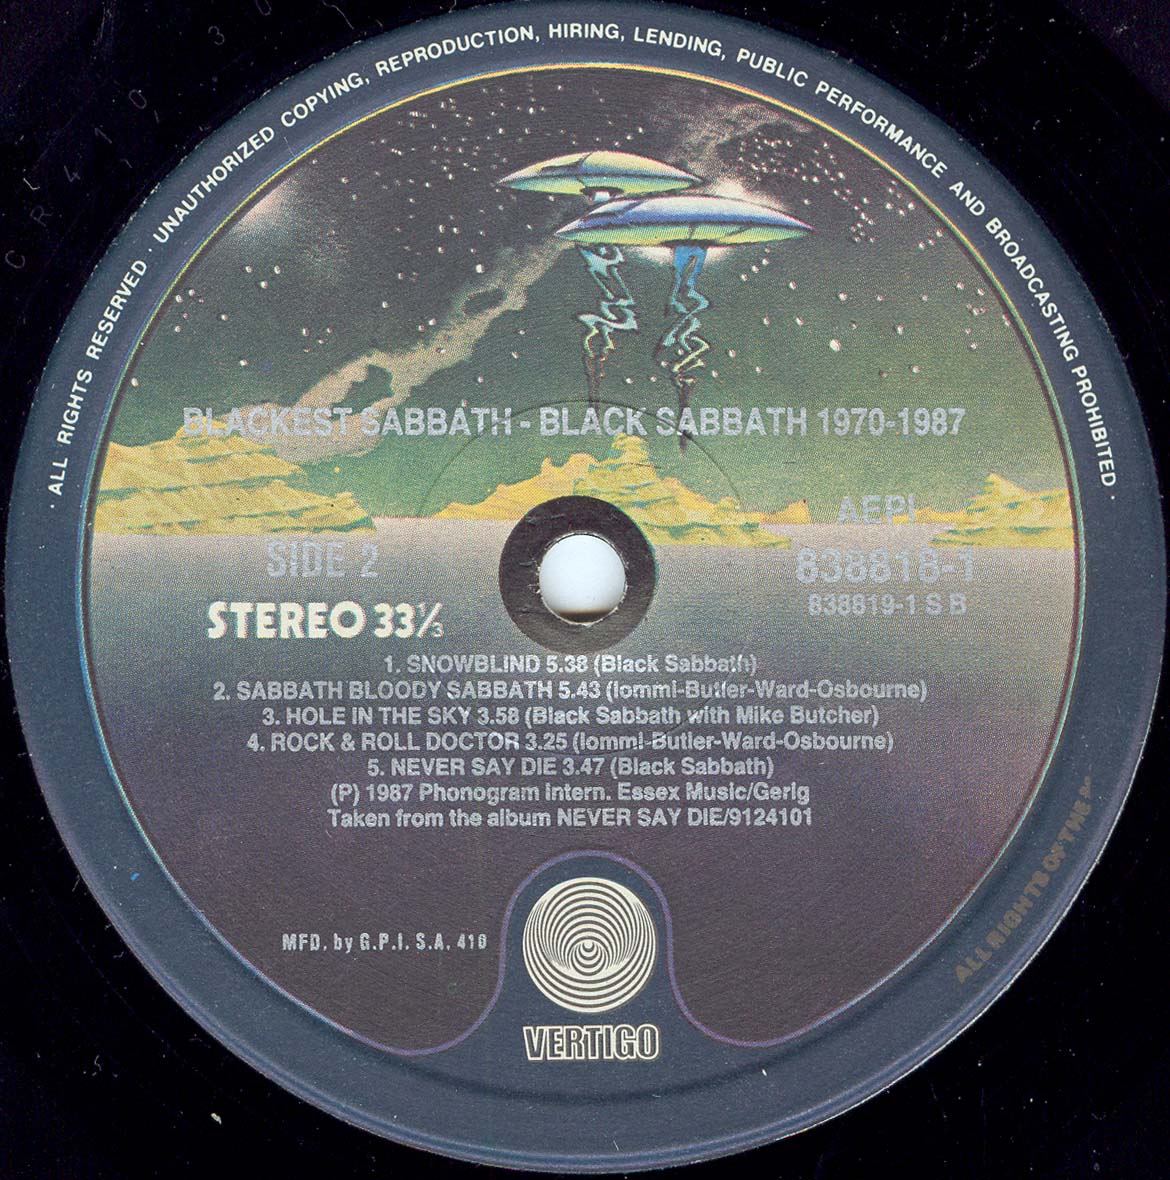 · ALL RIGHTS RESERVED · UNAUTHORIZED COPYING, REPRODUCTION, HIRING, LENDING, PUBLIC PERFORMANCE AND BROADCASTING PROHIBITED ·
BLACKEST SABBATH - BLACK SABBATH 1970-1987
AEPI
SIDE 2
838818-1
838819-1 S B
STEREO 33⅓
1. SNOWBLIND 5.38 (Black Sabbath)
2. SABBATH BLOODY SABBATH 5.43 (Iommi-Butler-Ward-Osbourne)
3. HOLE IN THE SKY 3.58 (Black Sabbath with Mike Butcher)
4. ROCK & ROLL DOCTOR 3.25 (Iommi-Butler-Ward-Osbourne)
5. NEVER SAY DIE 3.47 (Black Sabbath)
(P) 1987 Phonogram Intern. Essex Music/Gerig
Taken from the album NEVER SAY DIE/9124101
MFD. by G.P.I. S.A. 410
VERTIGO
ALL RIGHTS OF THE